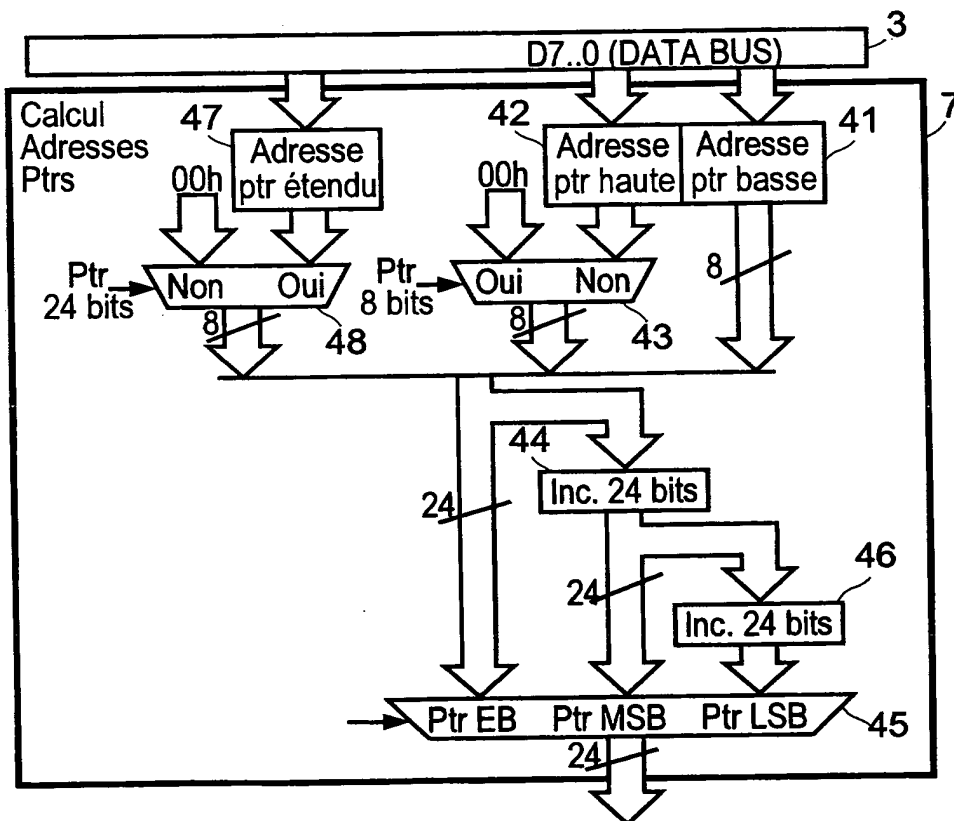 3
D7..0 (DATA BUS)
7
Calcul
Adresses
Ptrs
47
42
41
Adresse
ptr étendu
Adresse
ptr haute
Adresse
ptr basse
00h
00h
8
Ptr
24 bits
Non Oui
Ptr
8 bits
Oui Non
8
48
8
43
44
Inc. 24 bits
24
24
46
Inc. 24 bits
Ptr EB Ptr MSB Ptr LSB
45
24